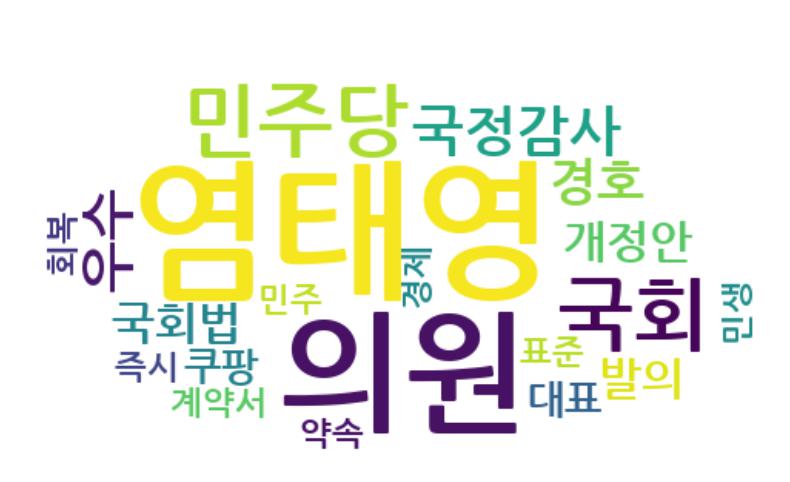 민주당
국정감사
염태영
경호
우수
회복
개정안
경제
민주
국회
민생
국회법
의원
표준
즉시
쿠팡
발의
계약서
대표
약속